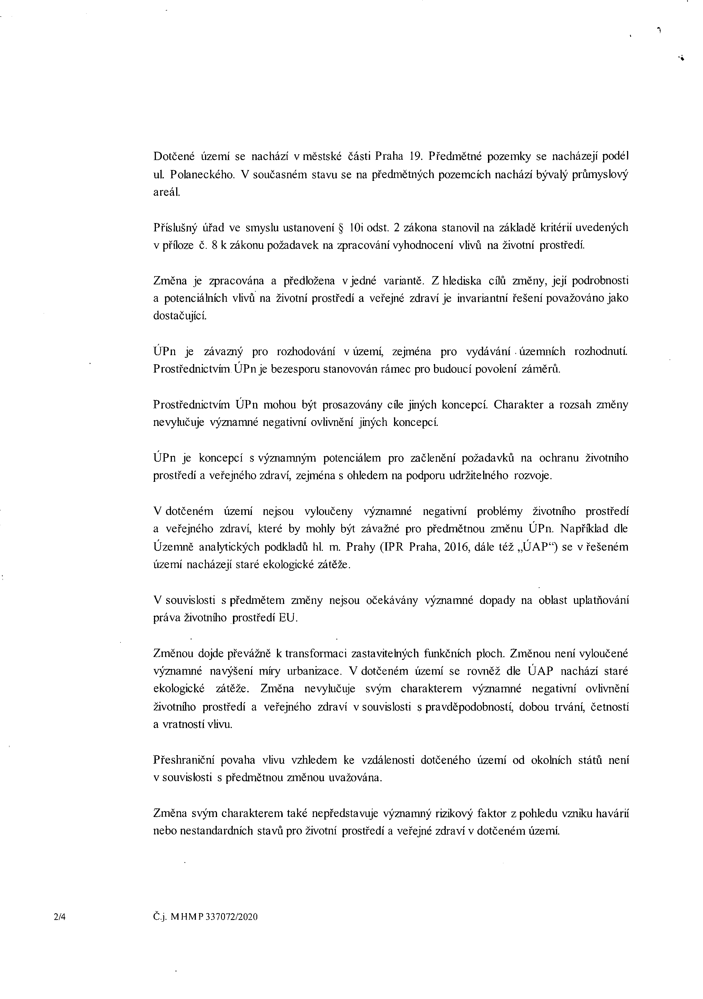 Dotčené území se nachází v městské části Praha 19. Předmětné pozemky se nacházejí podél
ul. Polaneckého. V současném stavu se na předmětných pozemcích nachází bývalý průmyslový
areál.
Příslušný úřad ve smyslu ustanovení § 10i odst. 2 zákona stanovil na základě kritérií uvedených
v příloze č. 8 k zákonu požadavek na zpracování vyhodnocení vlivů na životní prostředí.
Změna je zpracována a předložena v jedné variantě. Z hlediska cílů změny, její podrobnosti
a potenciálních vlivů na životní prostředí a veřejné zdraví je invariantní řešení považováno jako
dostačující.
ÚPn je závazný pro rozhodování v území, zejména pro vydávání územních rozhodnutí.
Prostřednictvím ÚPn je bezesporu stanovován rámec pro budoucí povolení záměrů.
Prostřednictvím ÚPn mohou být prosazovány cíle jiných koncepcí. Charakter a rozsah změny
nevylučuje významné negativní ovlivnění jiných koncepcí.
ÚPn je koncepcí s významným potenciálem pro začlenění požadavků na ochranu životního
prostředí a veřejného zdraví, zejména s ohledem na podporu udržitelného rozvoje.
V dotčeném území nejsou vyloučeny významné negativní problémy životního prostředí
a veřejného zdraví, které by mohly být závažné pro předmětnou změnu ÚPn. Například dle
Územně analytických podkladů hl. m. Prahy (IPR Praha, 2016, dále též „ÚAP“) se v řešeném
území nacházejí staré ekologické zátěže.
V souvislosti s předmětem změny nejsou očekávány významné dopady na oblast uplatňování
práva životního prostředí EU.
Změnou dojde převážně k transformaci zastavitelných funkčních ploch. Změnou není vyloučené
významné navýšení míry urbanizace. V dotčeném území se rovněž dle ÚAP nachází staré
ekologické zátěže. Změna nevylučuje svým charakterem významné negativní ovlivnění
životního prostředí a veřejného zdraví v souvislosti s pravděpodobností, dobou trvání, četností
a vratností vlivu.
Přeshraniční povaha vlivu vzhledem ke vzdálenosti dotčeného území od okolních států není
v souvislosti s předmětnou změnou uvažována.
Změna svým charakterem také nepředstavuje významný rizikový faktor z pohledu vzniku havárií
nebo nestandardních stavů pro životní prostředí a veřejné zdraví v dotčeném území.
2/4 Č.j. MHMP 337072/2020